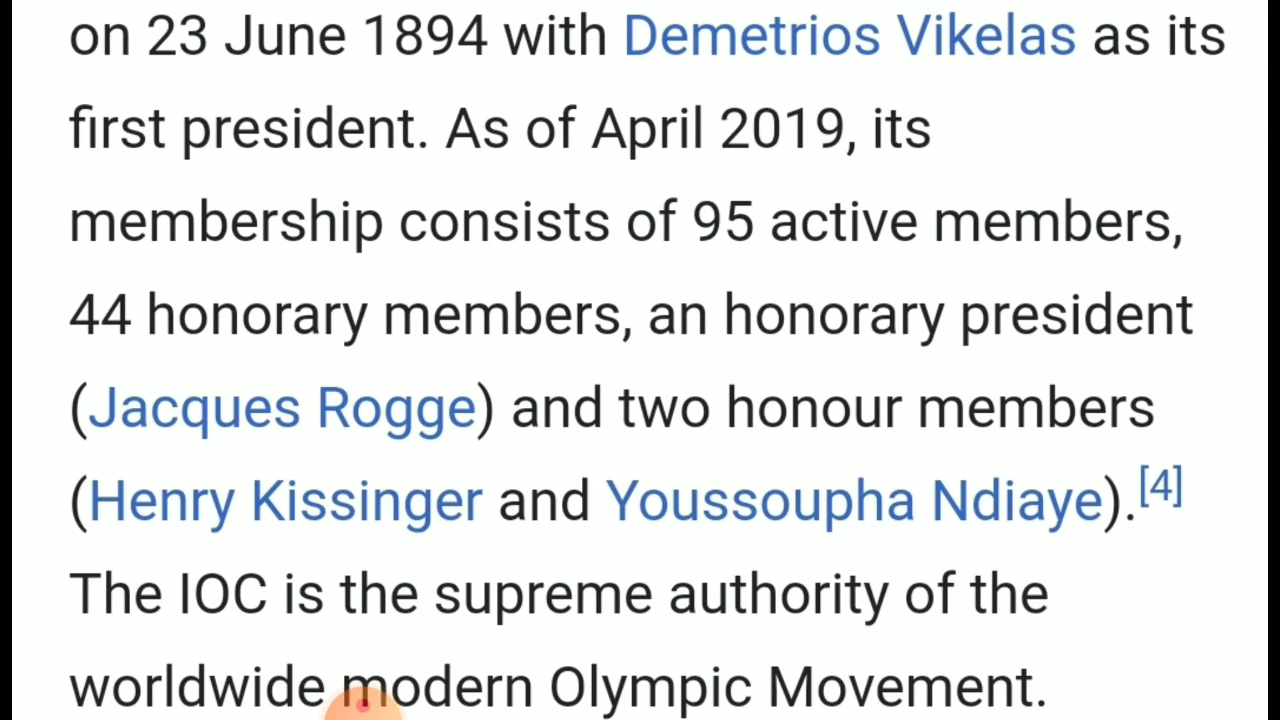 on 23 June 1894 with Demetrios Vikelas as its
first president. As of April 2019, its
membership consists of 95 active members,
44 honorary members, an honorary president
(Jacques Rogge) and two honour members
(Henry Kissinger and Youssoupha Ndiaye).[4]
The IOC is the supreme authority of the
worldwide modern Olympic Movement.